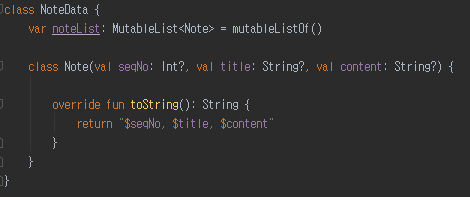 class NoteData {
    var noteList: MutableList<Note> = mutableListOf()
    class Note(val seqNo: Int?, val title: String?, val content: String?) {
        override fun toString(): String {
            return "$seqNo, $title, $content"
        }
    }
}